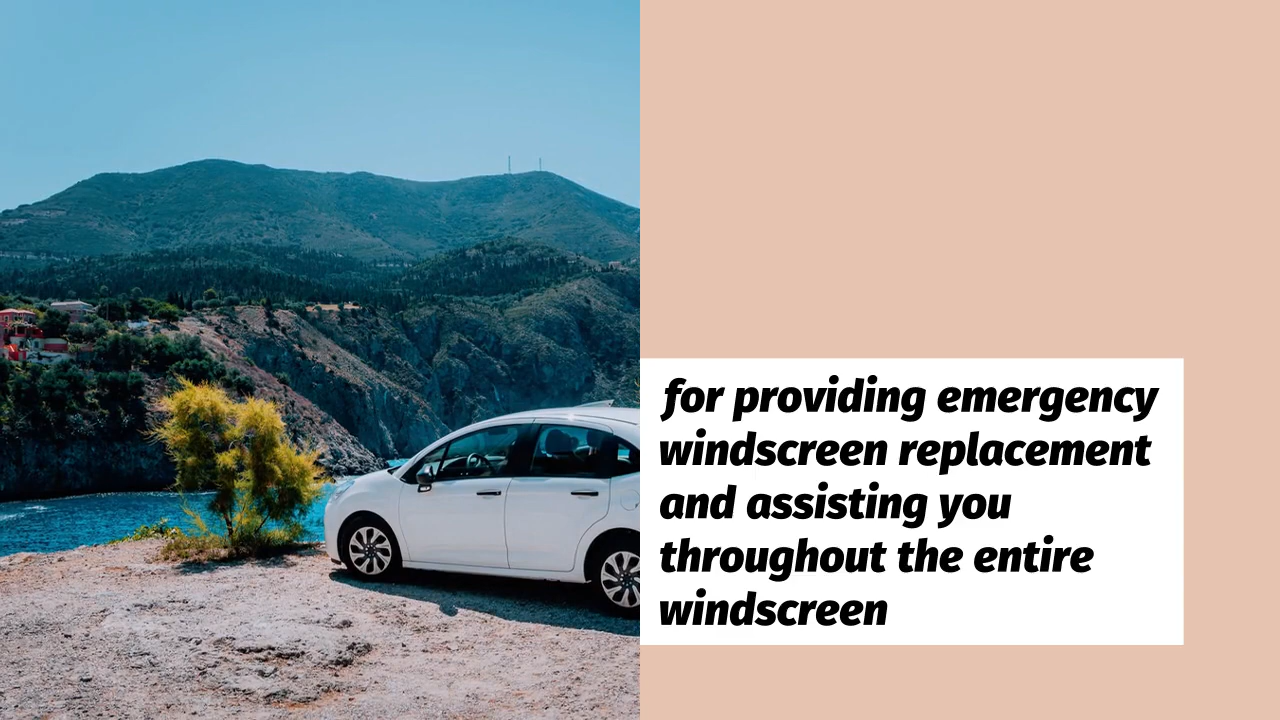 for providing emergency
windscreen replacement
and assisting you
throughout the entire
windscreen